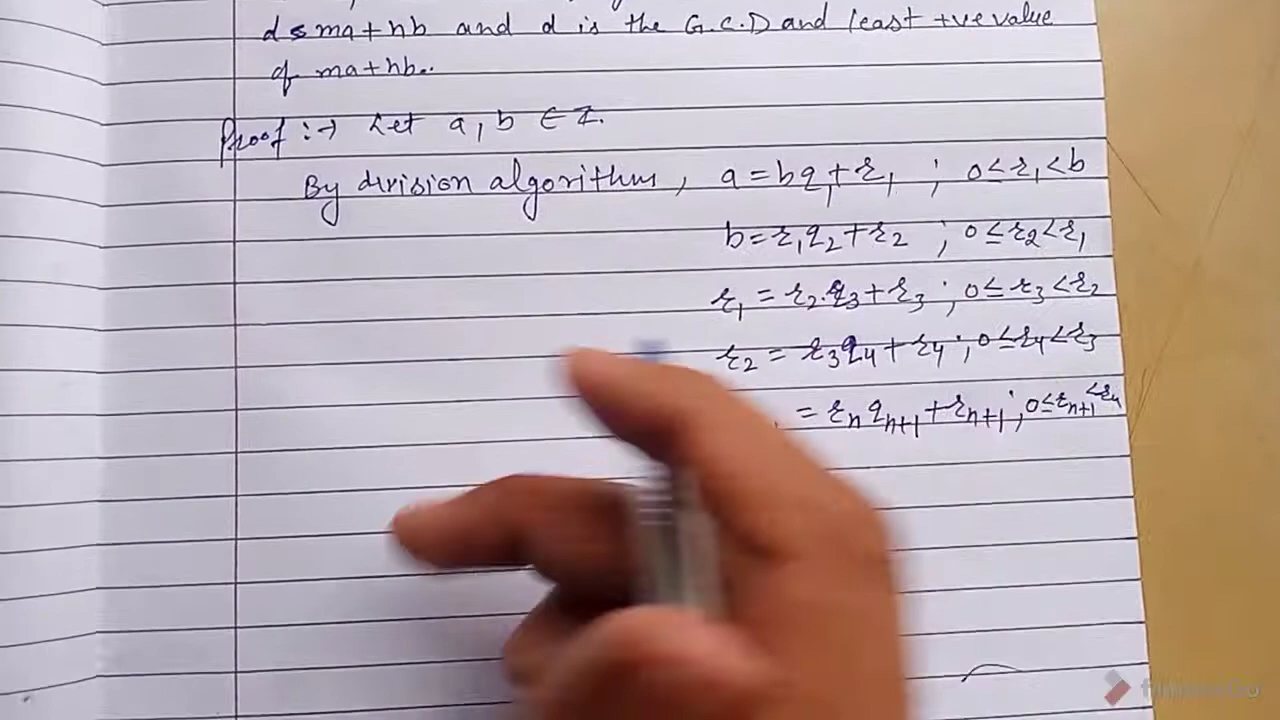 d = ma + nb and d is the G.C.D and least +ve value
of ma + nb.
Proof :→ Let a, b ∈ Z.
By division algorithm, a = bq₁ + r₁ ; 0 ≤ r₁ < b
b = r₁q₂ + r₂ ; 0 ≤ r₂ < r₁
r₁ = r₂.q₃ + r₃ ; 0 ≤ r₃ < r₂
r₂ = r₃q₄ + r₄ ; 0 ≤ r₄ < r₃
= rₙ qₙ₊₁ + rₙ₊₁ ; 0 ≤ rₙ₊₁ < rₙ